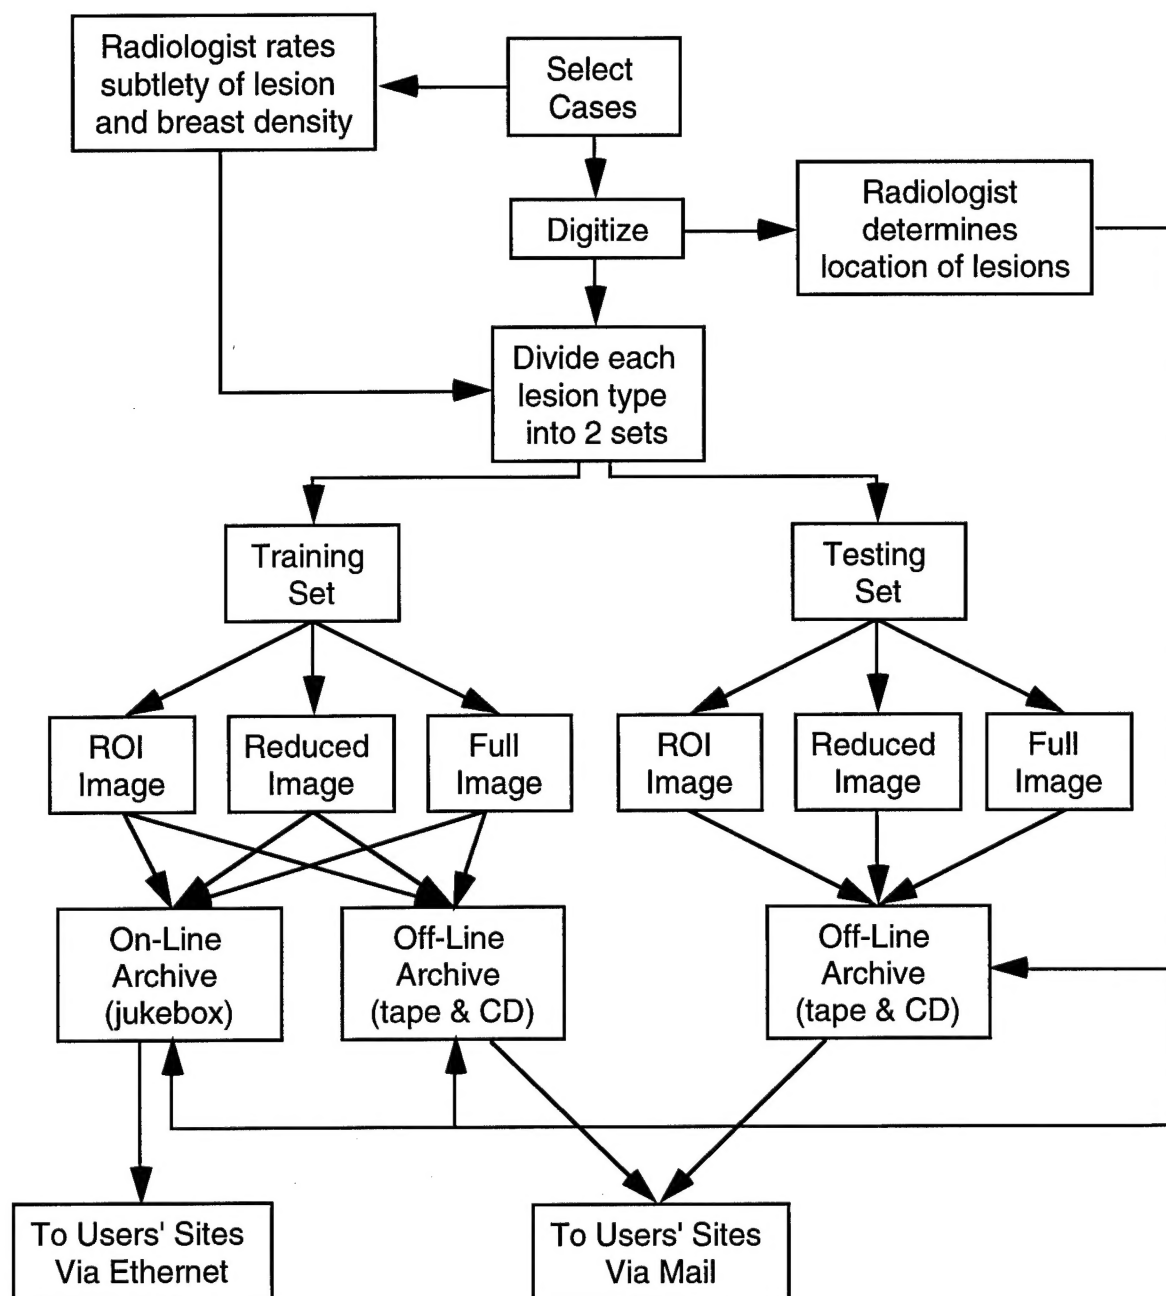 Radiologist rates
subtlety of lesion
and breast density
Select
Cases
Digitize
Radiologist
determines
location of lesions
Divide each
lesion type
into 2 sets
Training
Set
Testing
Set
ROI
Image
Reduced
Image
Full
Image
ROI
Image
Reduced
Image
Full
Image
On-Line
Archive
(jukebox)
Off-Line
Archive
(tape & CD)
Off-Line
Archive
(tape & CD)
To Users' Sites
Via Ethernet
To Users' Sites
Via Mail